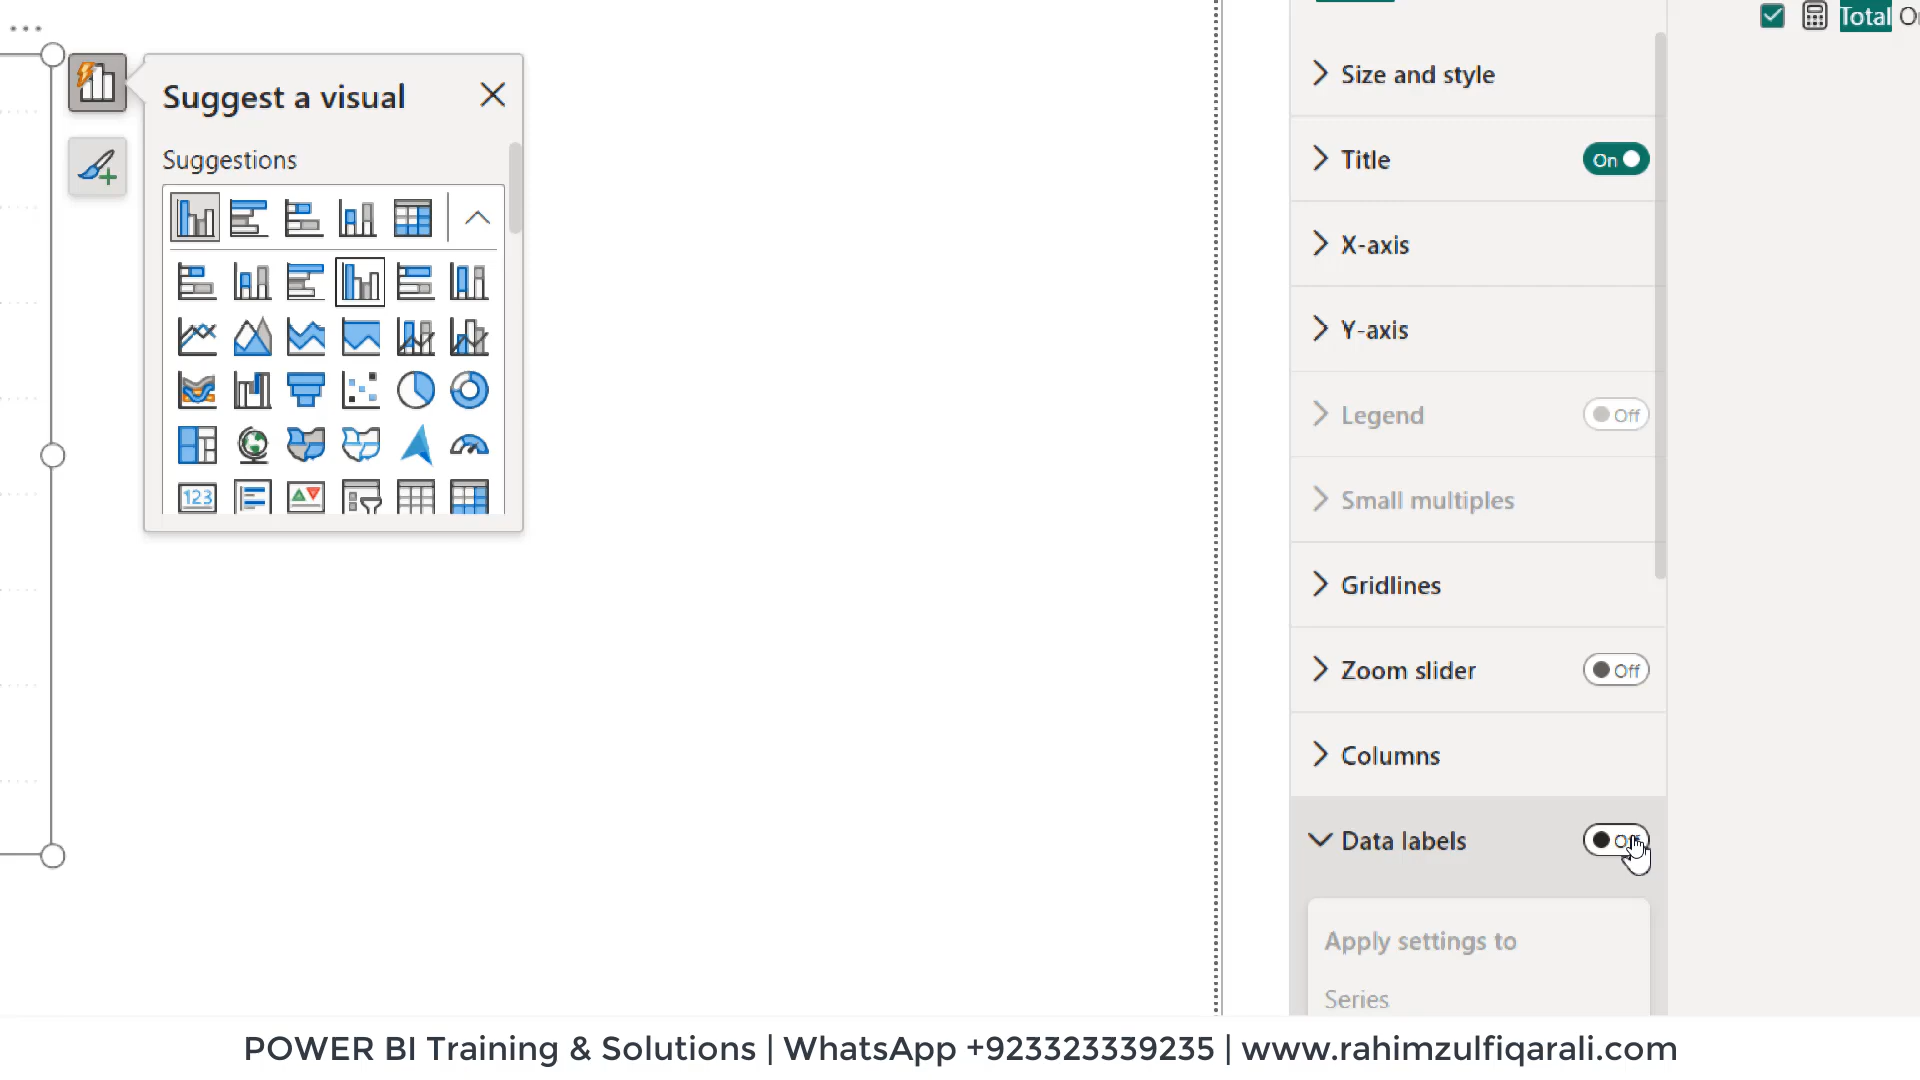 Suggest a visual
Suggestions
123
Total
Size and style
Title
On
X-axis
Y-axis
Legend
Off
Small multiples
Gridlines
Zoom slider
Off
Columns
Data labels
Apply settings to
Series
POWER BI Training & Solutions | WhatsApp +923323339235 | www.rahimzulfiqarali.com